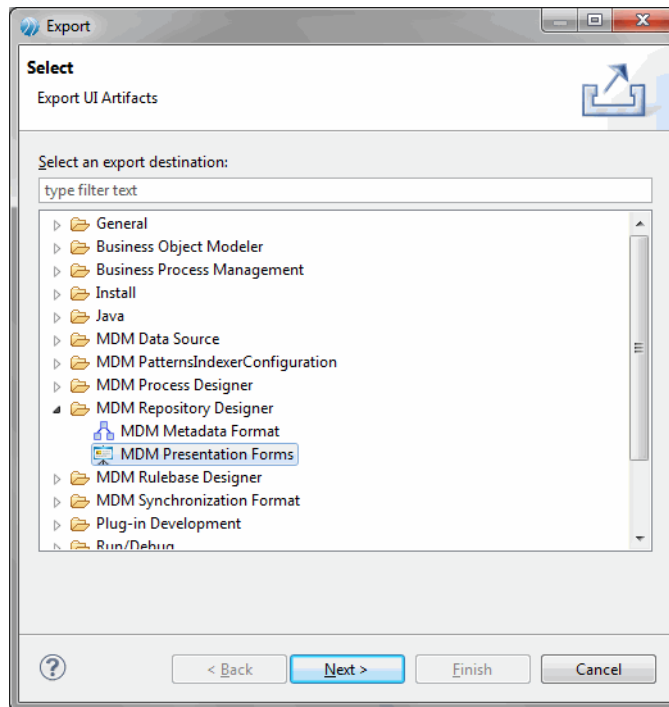 Export
Select
Export UI Artifacts
Select an export destination:
type filter text
General
Business Object Modeler
Business Process Management
Install
Java
MDM Data Source
MDM PatternsIndexerConfiguration
MDM Process Designer
MDM Repository Designer
MDM Metadata Format
MDM Presentation Forms
MDM Rulebase Designer
MDM Synchronization Format
Plug-in Development
Run/Debug
?
< Back
Next >
Finish
Cancel